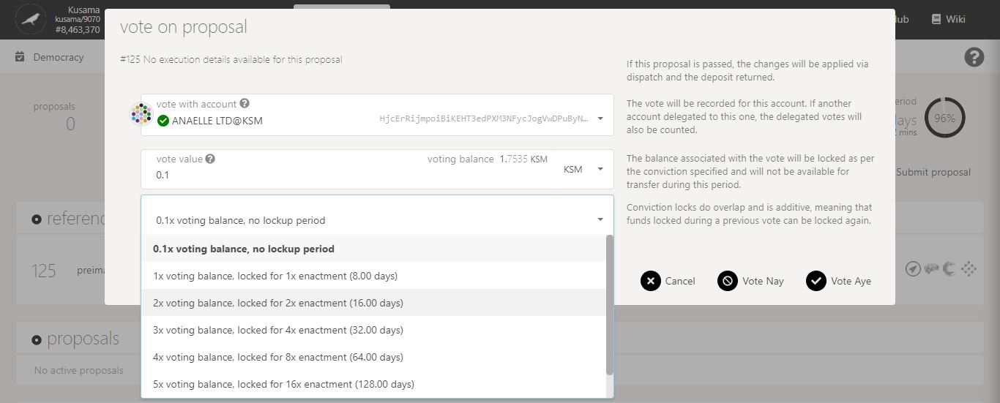 Kusama
kusama/9070
#8,463,370
Wiki
Democracy
vote on proposal
#125 No execution details available for this proposal
If this proposal is passed, the changes will be applied via
dispatch and the deposit returned.
proposals
0
vote with account
ANAELLE LTD@KSM
HjcErRijmpoiBiKEHT3edPXM3NFycJogVwDPuByN…
The vote will be recorded for this account. If another
account delegated to this one, the delegated votes will
also be counted.
96%
mins
vote value
0.1
voting balance 1.7535 KSM
KSM
The balance associated with the vote will be locked as per
the conviction specified and will not be available for
transfer during this period.
Submit proposal
0.1x voting balance, no lockup period
Conviction locks do overlap and is additive, meaning that
funds locked during a previous vote can be locked again.
0.1x voting balance, no lockup period
1x voting balance, locked for 1x enactment (8.00 days)
2x voting balance, locked for 2x enactment (16.00 days)
3x voting balance, locked for 4x enactment (32.00 days)
4x voting balance, locked for 8x enactment (64.00 days)
5x voting balance, locked for 16x enactment (128.00 days)
Cancel
Vote Nay
Vote Aye
125
proposals
No active proposals